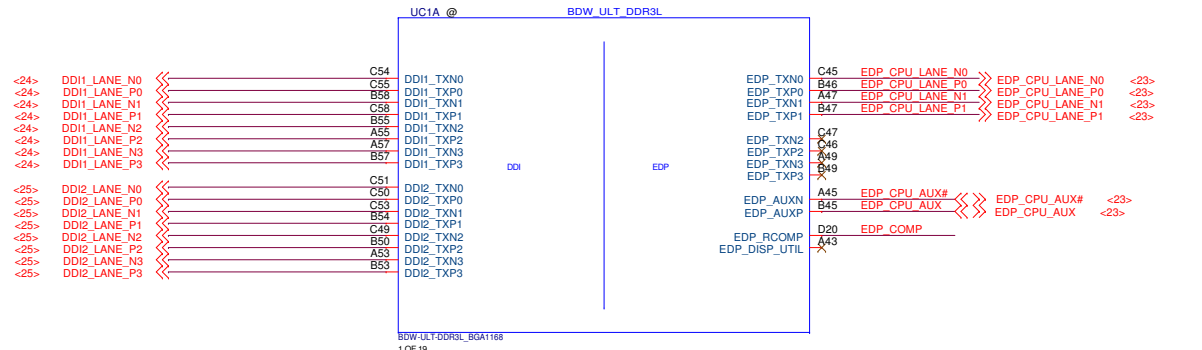 UC1A @ BDW_ULT_DDR3L
<24> DDI1_LANE_N0 C54 DDI1_TXN0 EDP_TXN0 C45 EDP_CPU_LANE_N0 EDP_CPU_LANE_N0 <23>
<24> DDI1_LANE_P0 C55 DDI1_TXP0 EDP_TXP0 B46 EDP_CPU_LANE_P0 EDP_CPU_LANE_P0 <23>
<24> DDI1_LANE_N1 B58 DDI1_TXN1 EDP_TXN1 A47 EDP_CPU_LANE_N1 EDP_CPU_LANE_N1 <23>
<24> DDI1_LANE_P1 C58 DDI1_TXP1 EDP_TXP1 B47 EDP_CPU_LANE_P1 EDP_CPU_LANE_P1 <23>
<24> DDI1_LANE_N2 B55 DDI1_TXN2 EDP_TXN2 C47
<24> DDI1_LANE_P2 A55 DDI1_TXP2 EDP_TXP2 C46
<24> DDI1_LANE_N3 A57 DDI1_TXN3 EDP_TXN3 A49
<24> DDI1_LANE_P3 B57 DDI1_TXP3 EDP_TXP3 B49
DDI EDP
<25> DDI2_LANE_N0 C51 DDI2_TXN0
<25> DDI2_LANE_P0 C50 DDI2_TXP0 EDP_AUXN A45 EDP_CPU_AUX# EDP_CPU_AUX# <23>
<25> DDI2_LANE_N1 C53 DDI2_TXN1 EDP_AUXP B45 EDP_CPU_AUX EDP_CPU_AUX <23>
<25> DDI2_LANE_P1 B54 DDI2_TXP1
<25> DDI2_LANE_N2 C49 DDI2_TXN2 EDP_RCOMP D20 EDP_COMP
<25> DDI2_LANE_P2 B50 DDI2_TXP2 EDP_DISP_UTIL A43
<25> DDI2_LANE_N3 A53 DDI2_TXN3
<25> DDI2_LANE_P3 B53 DDI2_TXP3
BDW-ULT-DDR3L_BGA1168
1 OF 19